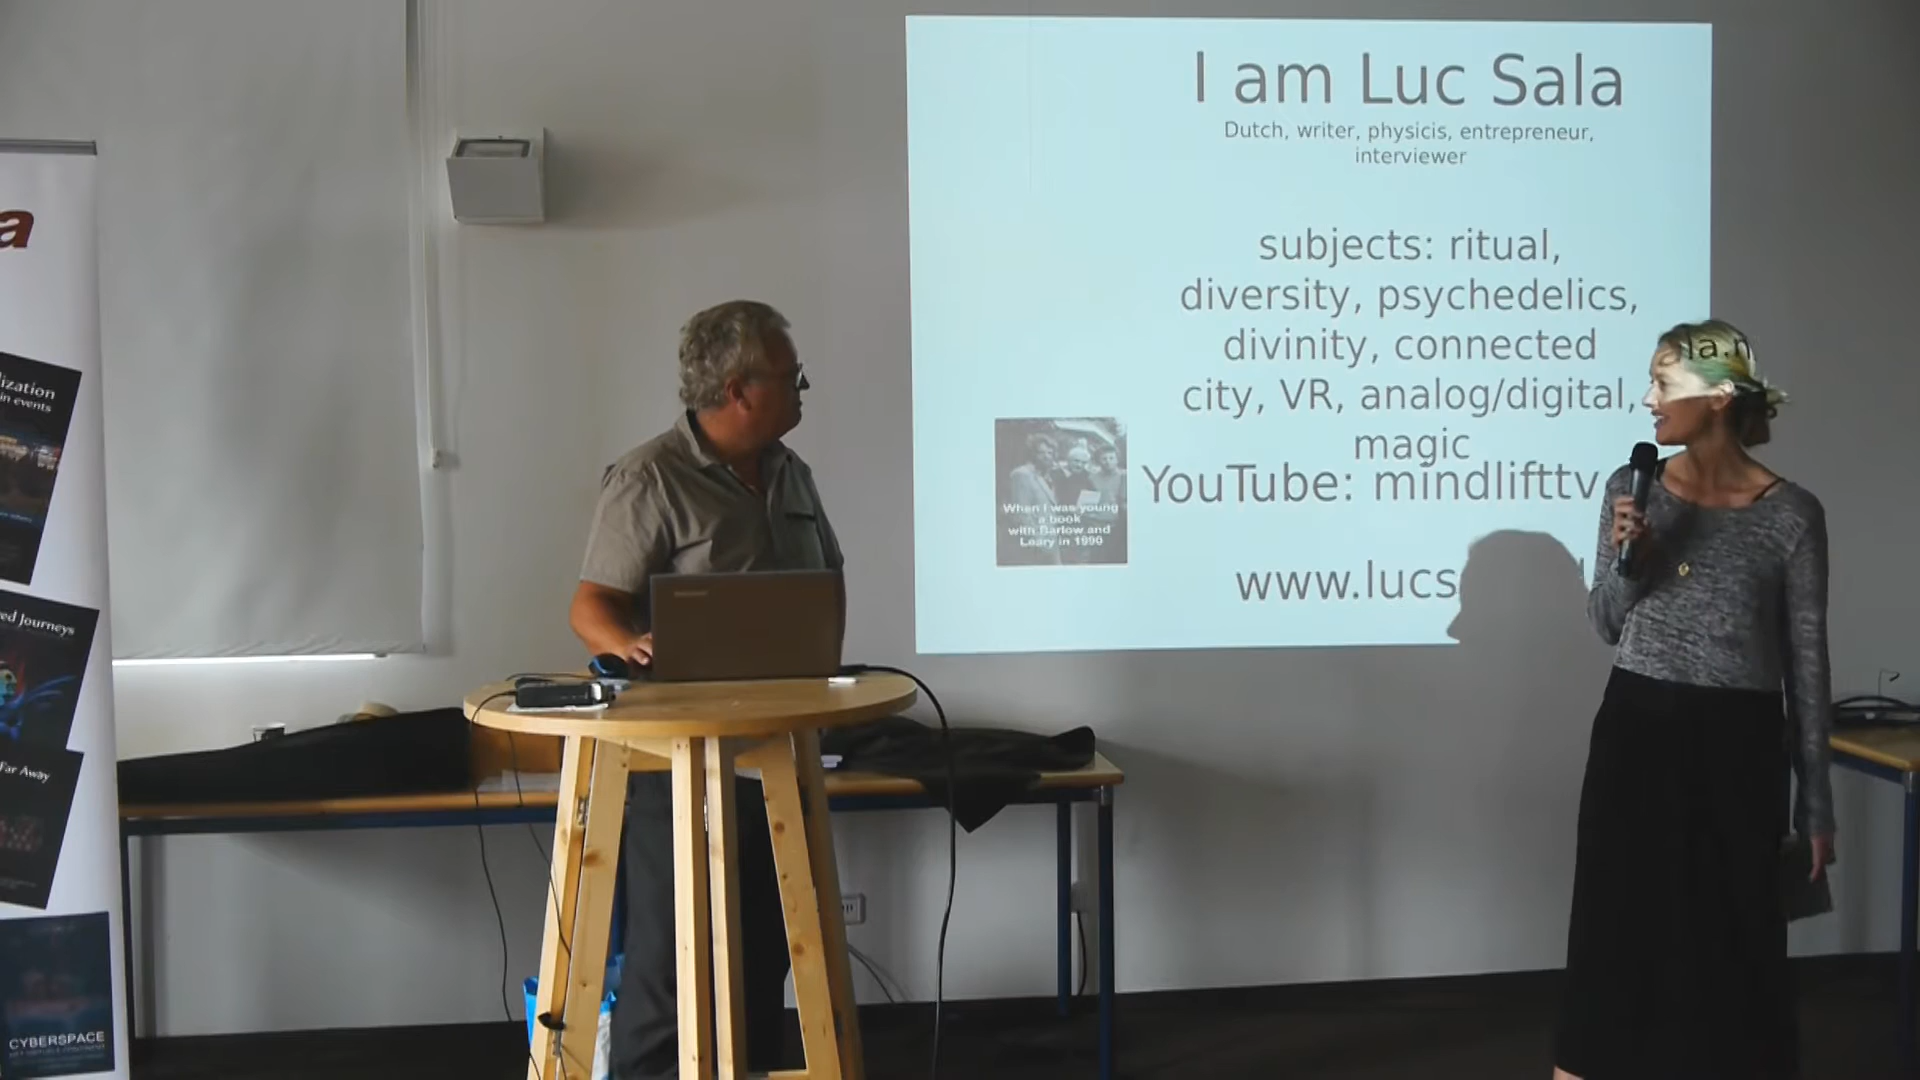 I am Luc Sala
Dutch, writer, physicis, entrepreneur,
interviewer
subjects: ritual,
diversity, psychedelics,
divinity, connected
city, VR, analog/digital,
magic
YouTube: mindlifttv
When I was young
a book
with Barlow and
Leary in 1990
www.lucs
la.n
a
lization
in events
ed Journeys
Far Away
CYBERSPACE